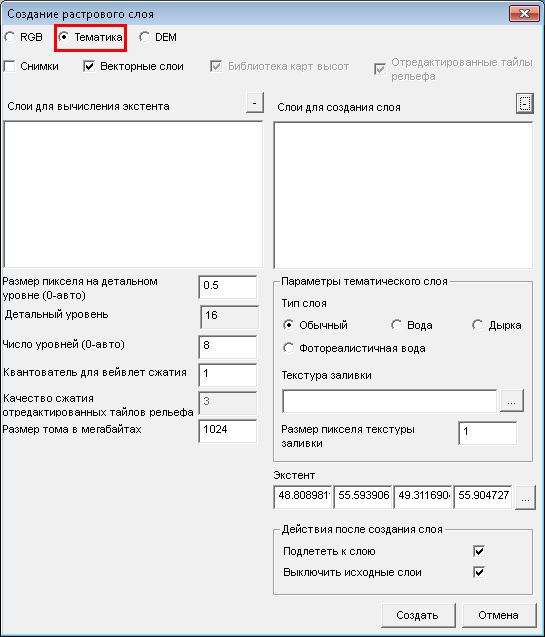 Создание растрового слоя
RGB Тематика DEM
Снимки Векторные слои Библиотека карт высот Отредактированные тайлы
рельефа
Слои для вычисления экстента - Слои для создания слоя -
Размер пикселя на детальном
уровне (0-авто) 0.5
Детальный уровень 16
Число уровней (0-авто) 8
Квантователь для вейвлет сжатия 1
Качество сжатия
отредактированных тайлов рельефа 3
Размер тома в мегабайтах 1024
Параметры тематического слоя
Тип слоя
Обычный Вода Дырка
Фотореалистичная вода
Текстура заливки
...
Размер пикселя текстуры
заливки 1
Экстент
48.808981 55.593906 49.311690 55.904727 ...
Действия после создания слоя
Подлететь к слою
Выключить исходные слои
Создать Отмена